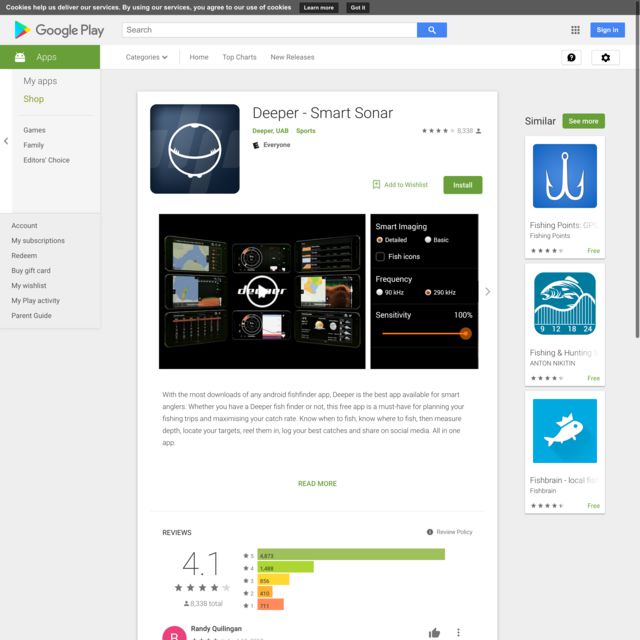 Cookies help us deliver our services. By using our services, you agree to our use of cookies Learn more Got it
Google Play
Search
Sign in
Apps
Categories Home Top Charts New Releases
My apps
Shop
Games
Family
Editors' Choice
Account
My subscriptions
Redeem
Buy gift card
My wishlist
My Play activity
Parent Guide
Deeper - Smart Sonar
Deeper, UAB Sports
8,338
Everyone
Add to Wishlist
Install
deeper
Smart Imaging
Detailed Basic
Fish icons
Frequency
90 kHz 290 kHz
Sensitivity 100%
With the most downloads of any android fishfinder app, Deeper is the best app available for smart
anglers. Whether you have a Deeper fish finder or not, this free app is a must-have for planning your
fishing trips and maximising your catch rate. Know when to fish, know where to fish, then measure
depth, locate your targets, reel them in, log your best catches and share on social media. All in one
app.
READ MORE
REVIEWS
Review Policy
4.1
8,338 total
5 4,873
4 1,488
3 856
2 410
1 711
R
Randy Quilingan
Similar
See more
Fishing Points: GPS
Fishing Points
Free
9 12 18 24
Fishing & Hunting
ANTON NIKITIN
Free
Fishbrain - local fis
Fishbrain
Free